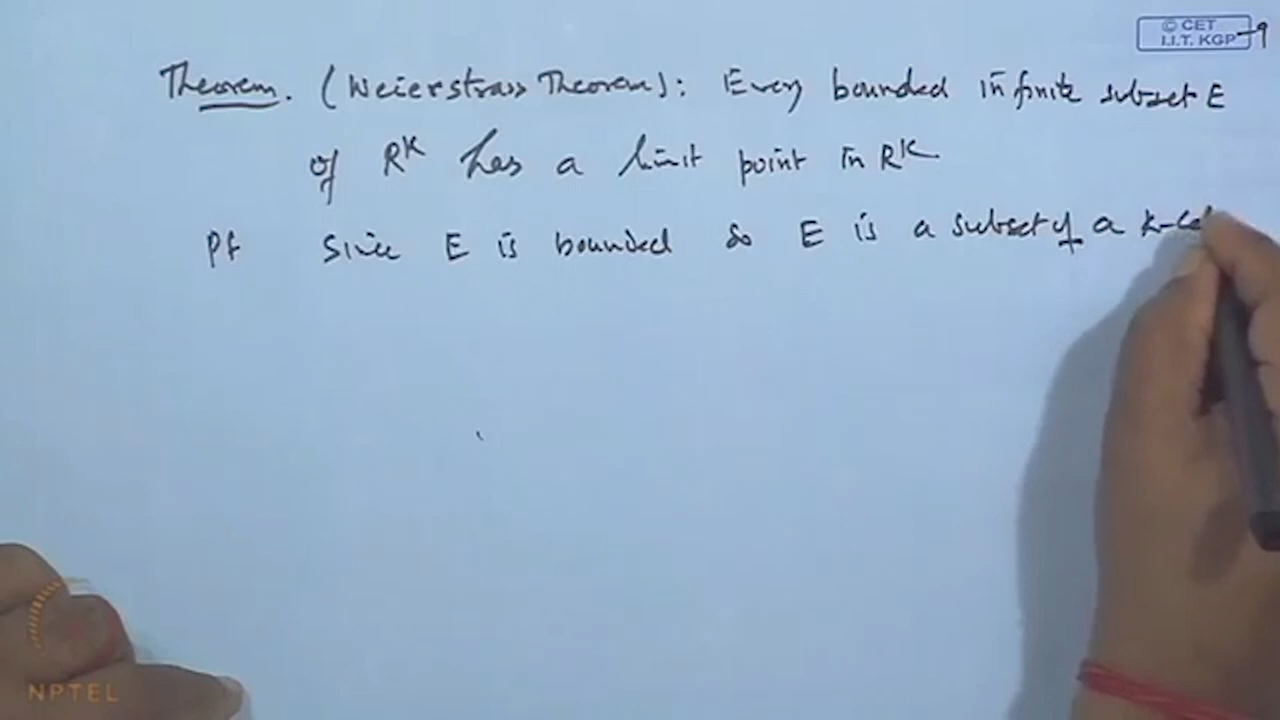 © CET
I.I.T. KGP
Theorem. (Weierstrass Theorem): Every bounded infinite subset E
of R^K has a limit point in R^K
Pf Since E is bounded so E is a subset of a
NPTEL